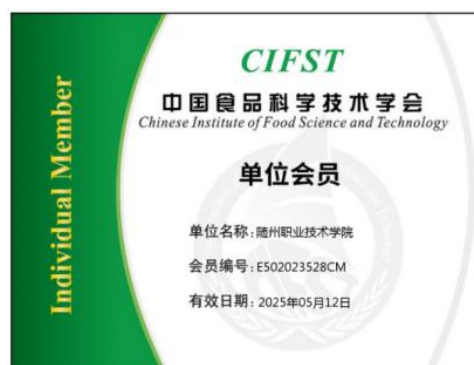 Individual Member
CIFST
中国食品科学技术学会
Chinese Institute of Food Science and Technology
单位会员
单位名称:随州职业技术学院
会员编号:E502023528CM
有效日期:2025年05月12日